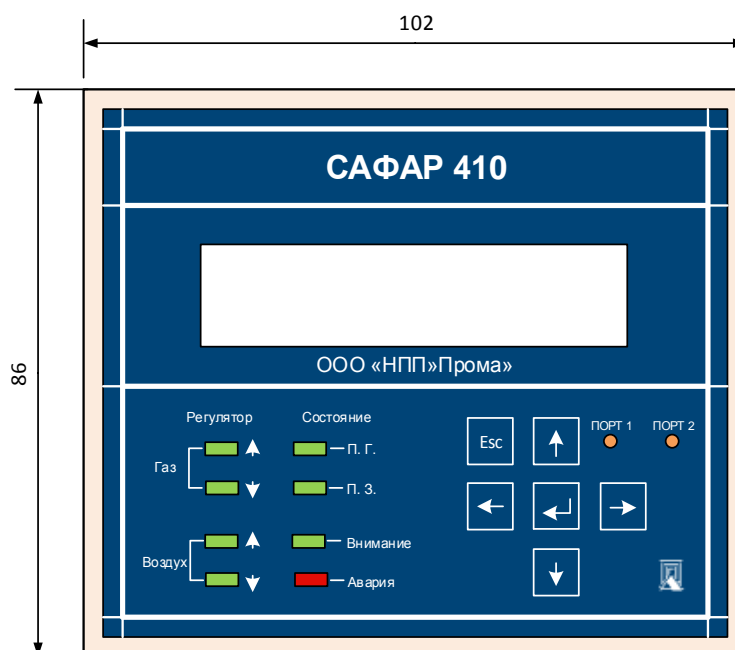 102
86
САФАР 410
ООО «НПП»Прома»
Регулятор
Состояние
Газ
П. Г.
П. З.
Воздух
Внимание
Авария
Esc
ПОРТ 1
ПОРТ 2